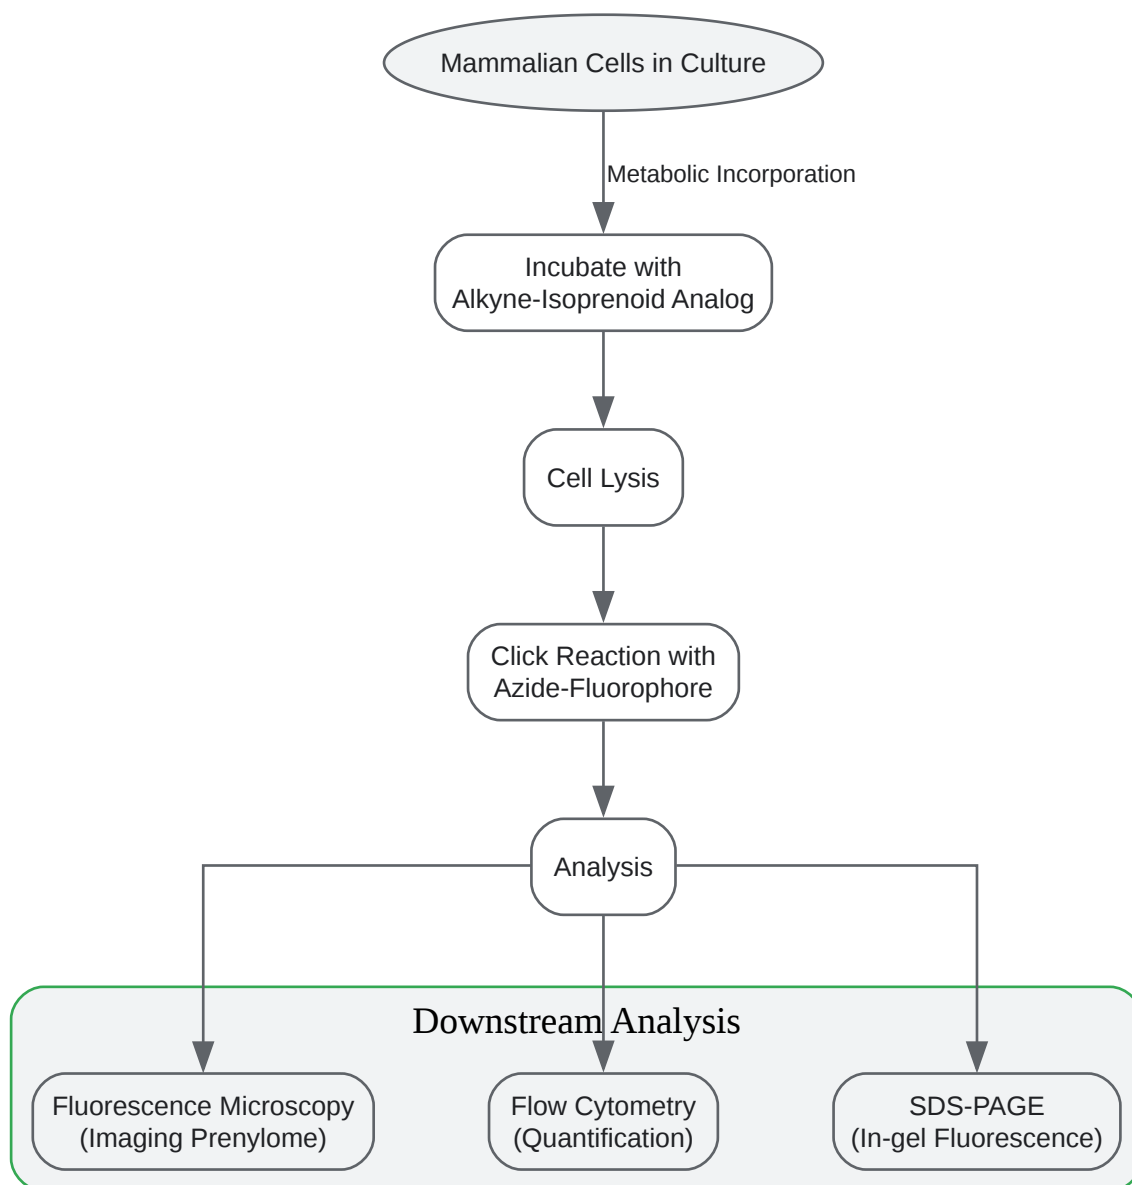 Mammalian Cells in Culture
Metabolic Incorporation
Incubate with
Alkyne-Isoprenoid Analog
Cell Lysis
Click Reaction with
Azide-Fluorophore
Analysis
Downstream Analysis
Fluorescence Microscopy
(Imaging Prenylome)
Flow Cytometry
(Quantification)
SDS-PAGE
(In-gel Fluorescence)